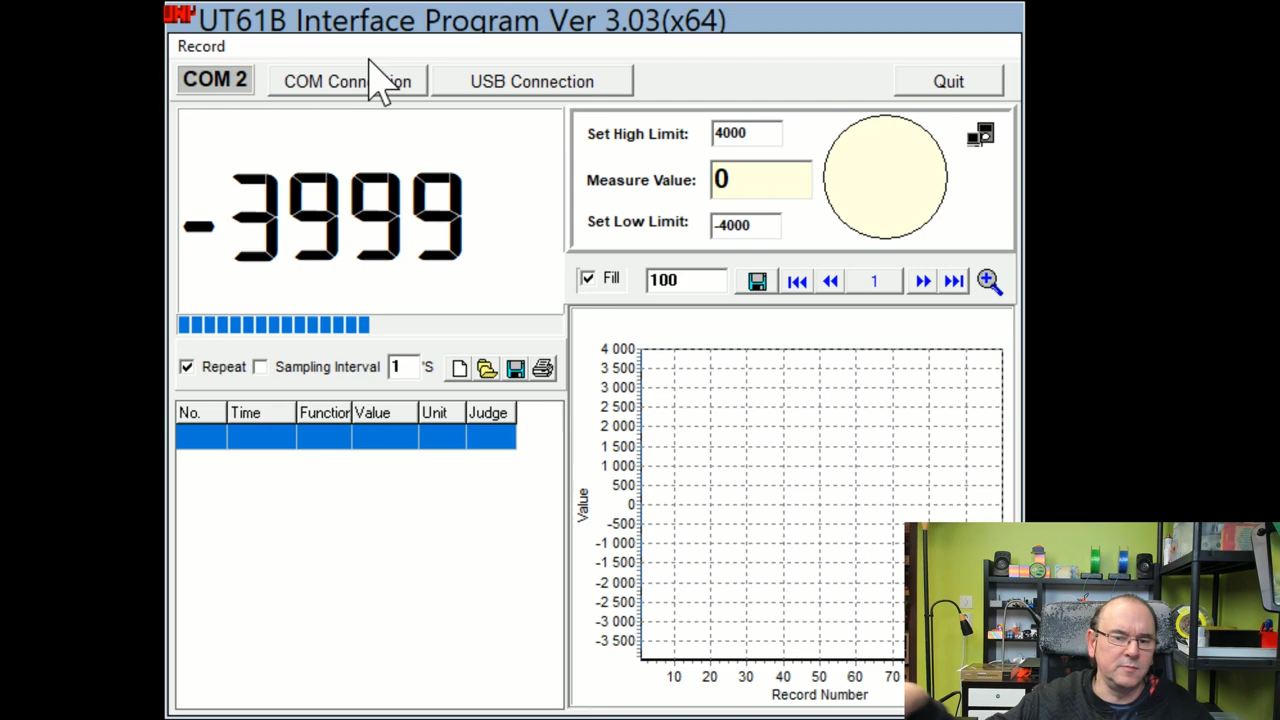 UT61B Interface Program Ver 3.03(x64)
Record
COM 2
USB Connection
Quit
-3999
Set High Limit: 4000
Measure Value: 0
Set Low Limit: -4000
Fill 100 1
Repeat Sampling Interval 1 'S
No. Time Function Value Unit Judge
4 000
3 500
3 000
2 500
2 000
1 500
1 000
500
0
-500
-1 000
-1 500
-2 000
-2 500
-3 000
-3 500
Value
10 20 30 40 50 60 70
Record Number